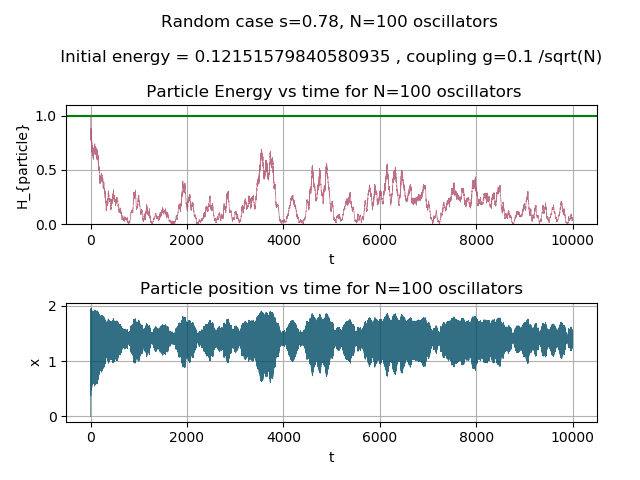 Random case s=0.78, N=100 oscillators
Initial energy = 0.12151579840580935 , coupling g=0.1 /sqrt(N)
Particle Energy vs time for N=100 oscillators
H_{particle}
1.0
0.5
0.0
0 2000 4000 6000 8000 10000
t
Particle position vs time for N=100 oscillators
x
2
1
0
0 2000 4000 6000 8000 10000
t